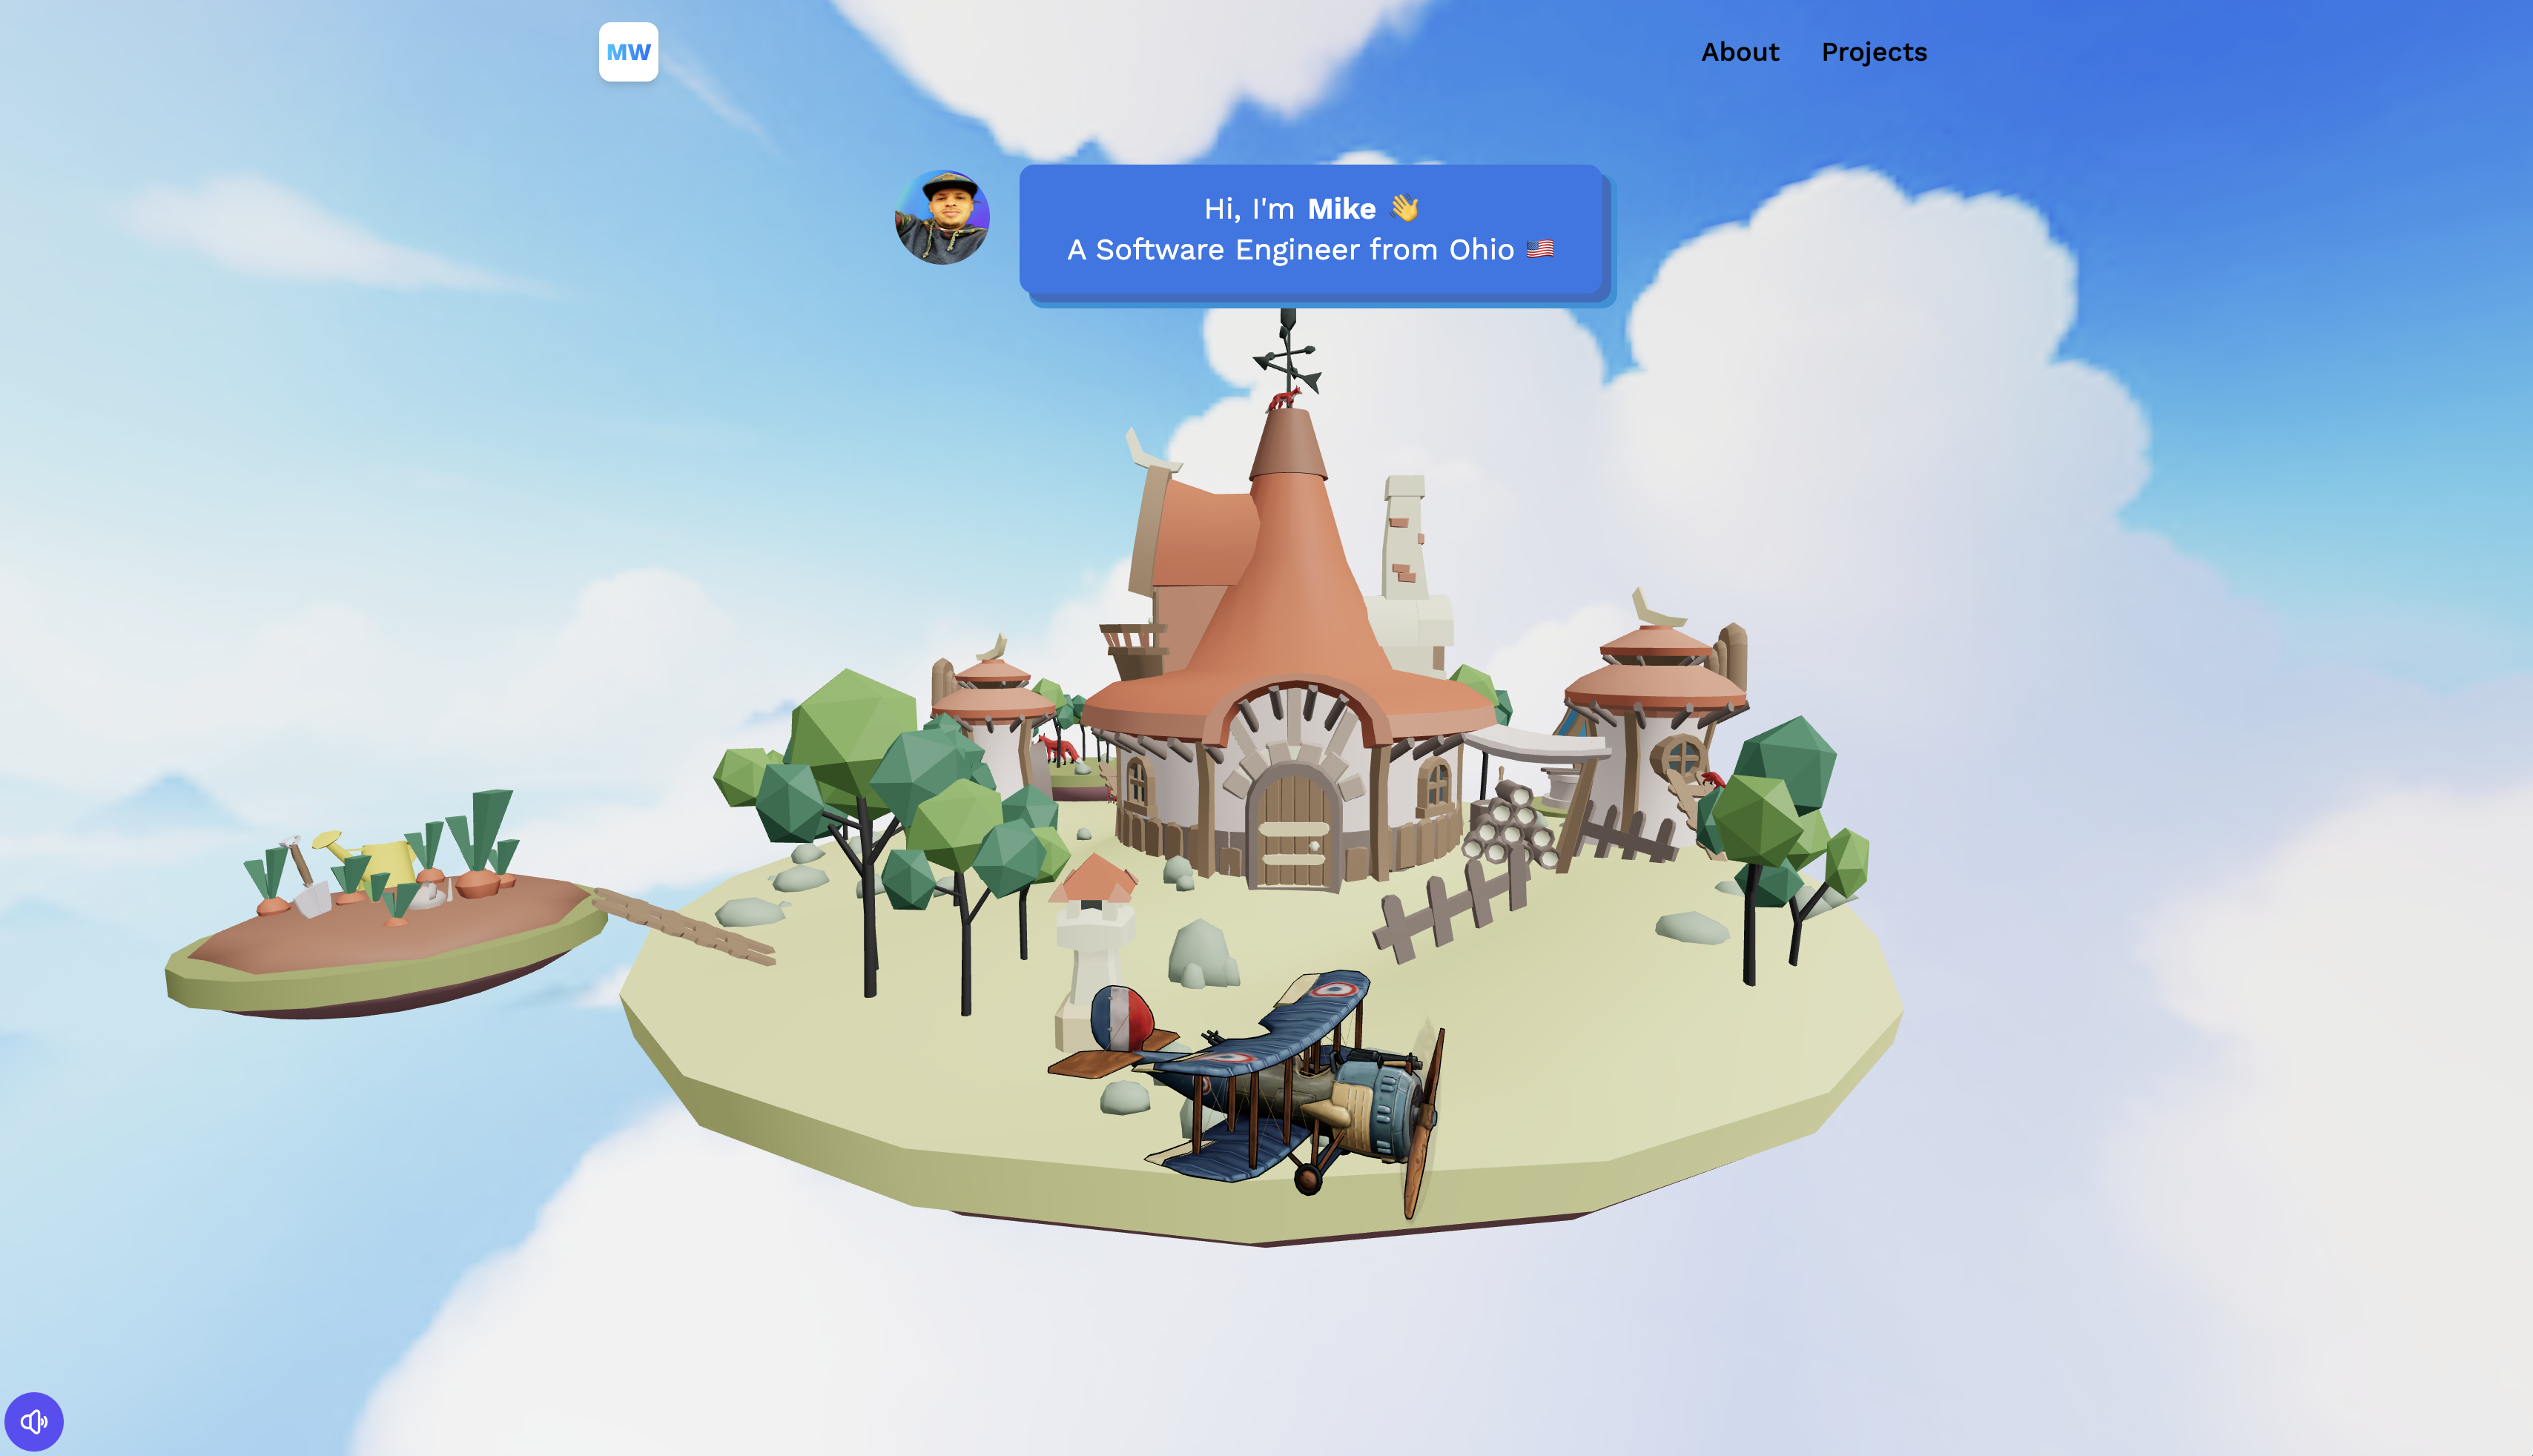 MW
About Projects
Hi, I'm Mike 👋
A Software Engineer from Ohio 🇺🇸